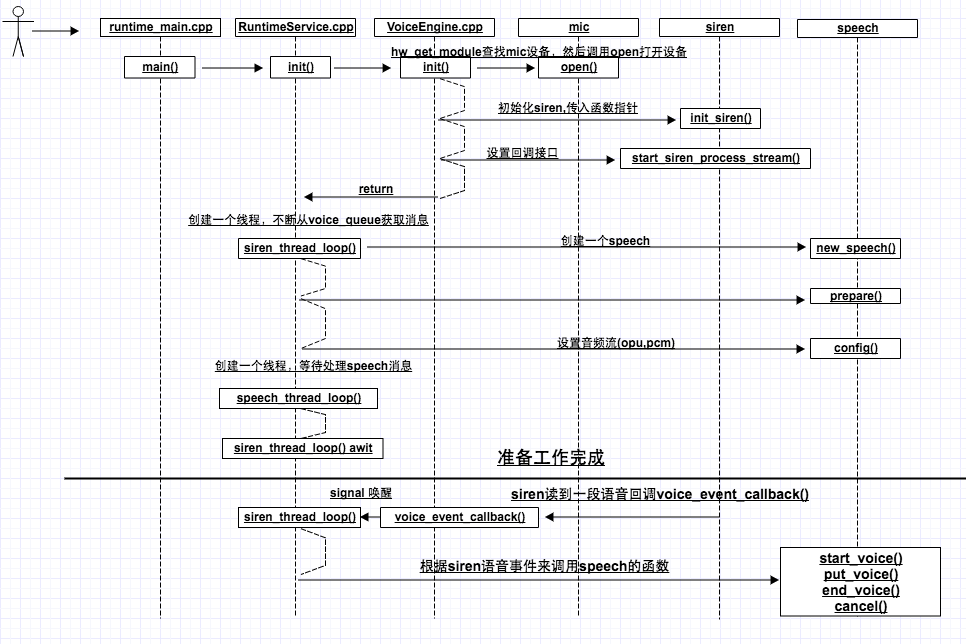 runtime_main.cpp
RuntimeService.cpp
VoiceEngine.cpp
mic
siren
speech
hw_get_module查找mic设备，然后调用open打开设备
main()
init()
init()
open()
初始化siren,传入函数指针
init_siren()
设置回调接口
start_siren_process_stream()
return
创建一个线程，不断从voice_queue获取消息
siren_thread_loop()
创建一个speech
new_speech()
prepare()
设置音频流(opu,pcm)
config()
创建一个线程，等待处理speech消息
speech_thread_loop()
siren_thread_loop() awit
准备工作完成
signal 唤醒
siren读到一段语音回调voice_event_callback()
siren_thread_loop()
voice_event_callback()
根据siren语音事件来调用speech的函数
start_voice()
put_voice()
end_voice()
cancel()